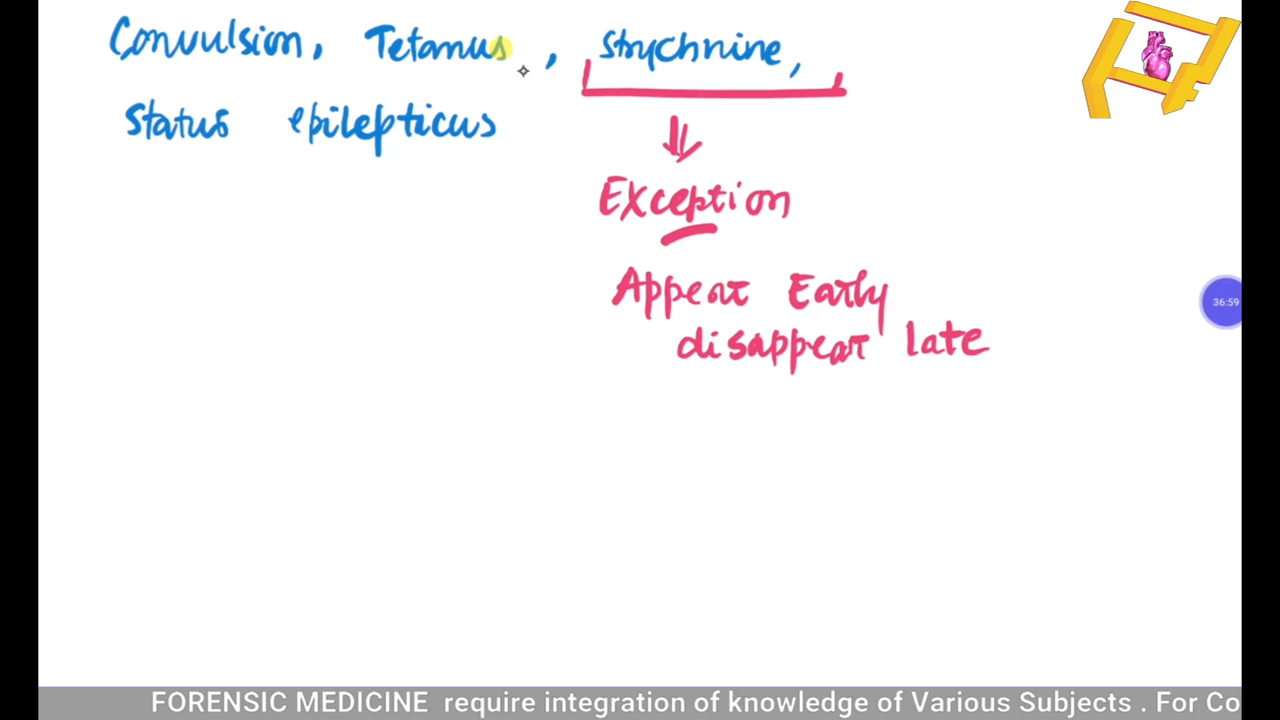 Convulsion, Tetanus, Strychnine,
Status epilepticus
Exception
Appear Early
disappear late
36:59
FORENSIC MEDICINE require integration of knowledge of Various Subjects . For Co